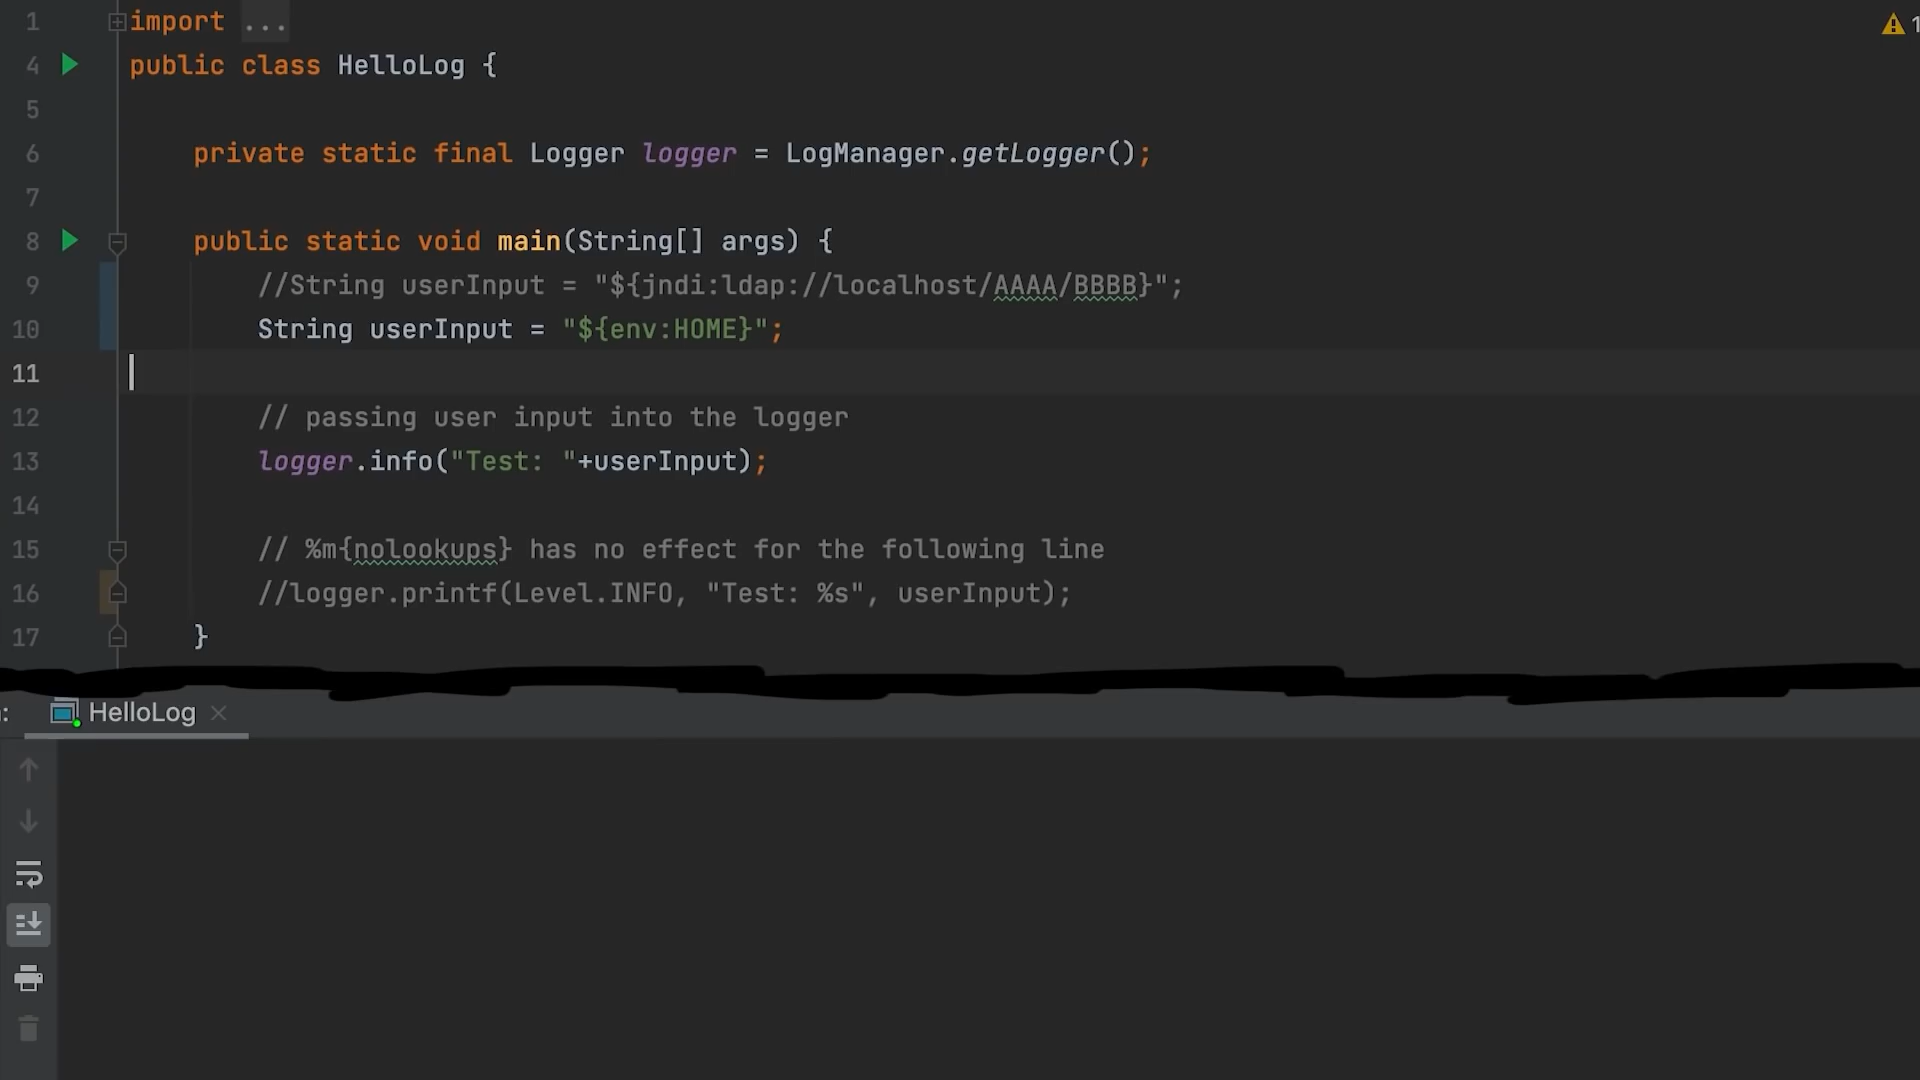 1 import ...
4 public class HelloLog {
5
6 private static final Logger logger = LogManager.getLogger();
7
8 public static void main(String[] args) {
9 //String userInput = "${jndi:ldap://localhost/AAAA/BBBB}";
10 String userInput = "${env:HOME}";
11
12 // passing user input into the logger
13 logger.info("Test: "+userInput);
14
15 // %m{nolookups} has no effect for the following line
16 //logger.printf(Level.INFO, "Test: %s", userInput);
17 }
HelloLog